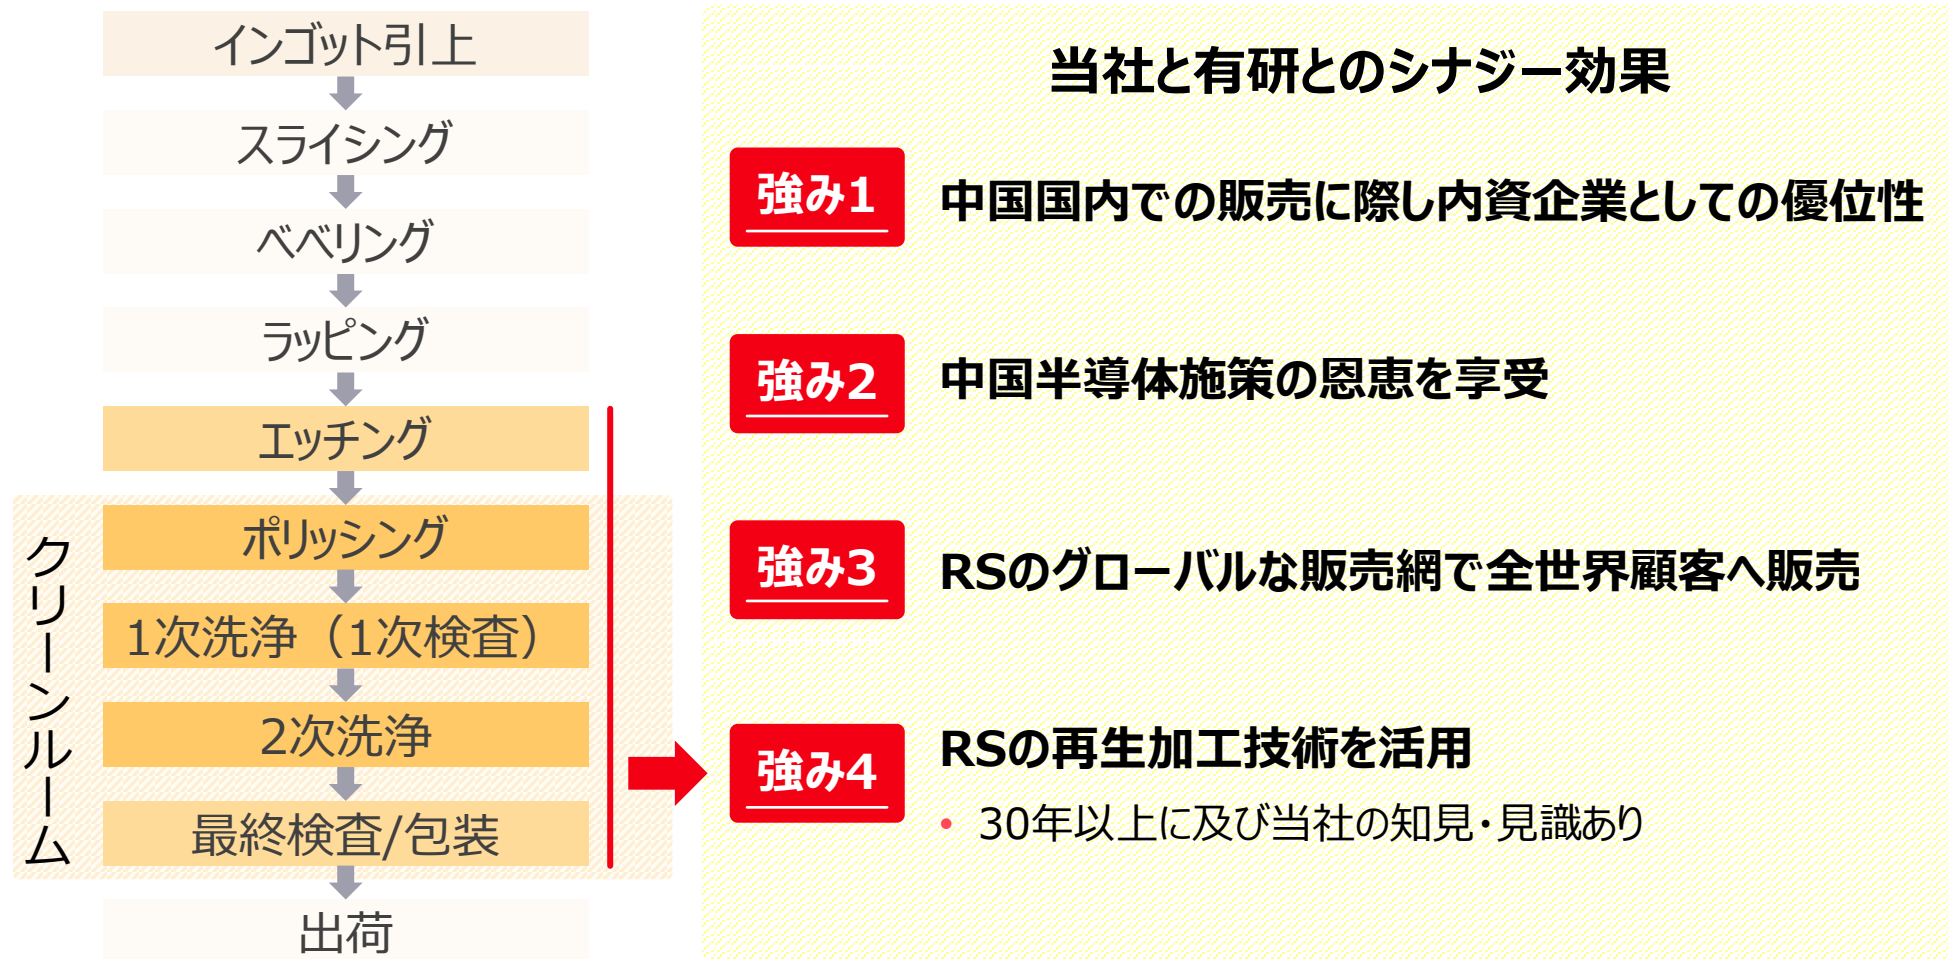 インゴット引上
スライシング
ベベリング
ラッピング
エッチング
ポリッシング
1次洗浄（1次検査）
2次洗浄
最終検査/包装
出荷
クリーンルーム
当社と有研とのシナジー効果
強み1
中国国内での販売に際し内資企業としての優位性
強み2
中国半導体施策の恩恵を享受
強み3
RSのグローバルな販売網で全世界顧客へ販売
強み4
RSの再生加工技術を活用
• 30年以上に及び当社の知見・見識あり